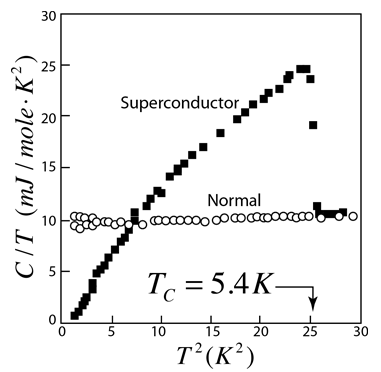 30
25
20
15
10
5
0
C/T (mJ/mole·K²)
Superconductor
Normal
T_C = 5.4K
0 5 10 15 20 25 30
T²(K²)